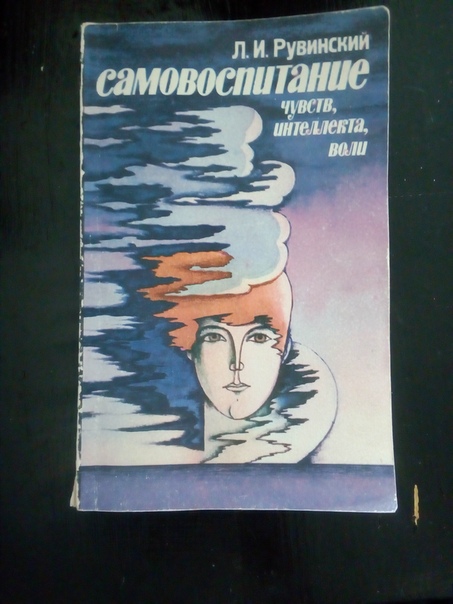 Л. И. Рувинский
самовоспитание
чувств,
интеллекта,
воли